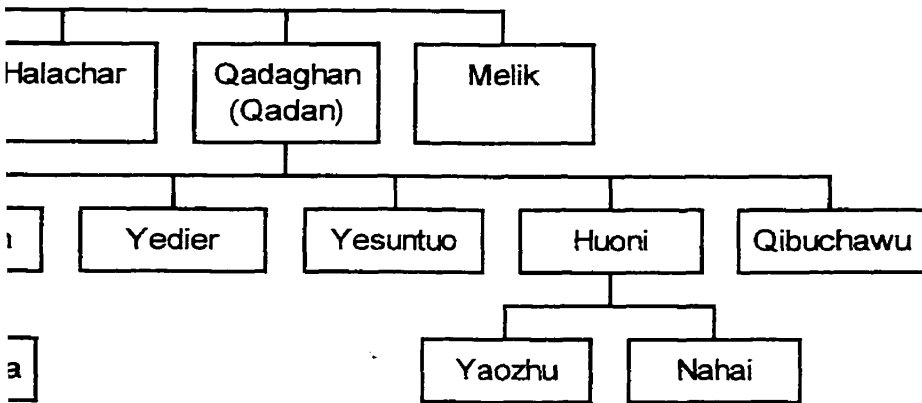 Halachar
Qadaghan
(Qadan)
Melik
Yedier
Yesuntuo
Huoni
Qibuchawu
Yaozhu
Nahai